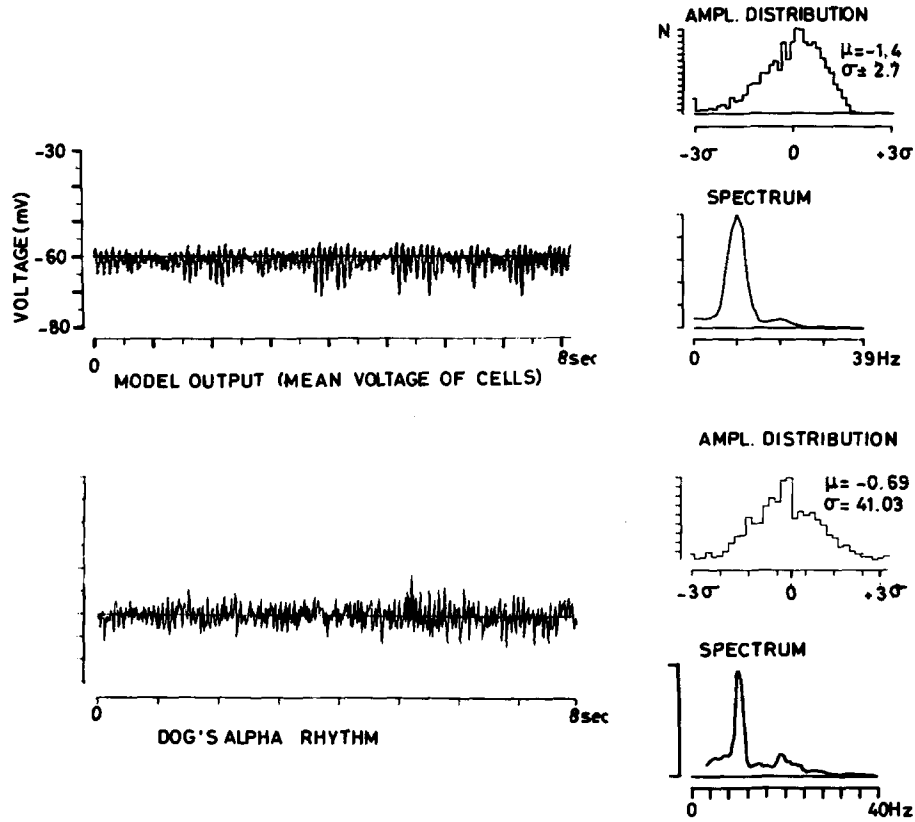 AMPL. DISTRIBUTION
N
μ=-1,4
σ± 2.7
-3σ 0 +3σ
-30
-60
-80
VOLTAGE (mV)
0 8sec
MODEL OUTPUT (MEAN VOLTAGE OF CELLS)
SPECTRUM
0 39Hz
AMPL. DISTRIBUTION
μ= -0.69
σ= 41.03
-3σ 0 +3σ
0 8sec
DOG'S ALPHA RHYTHM
SPECTRUM
0 40Hz